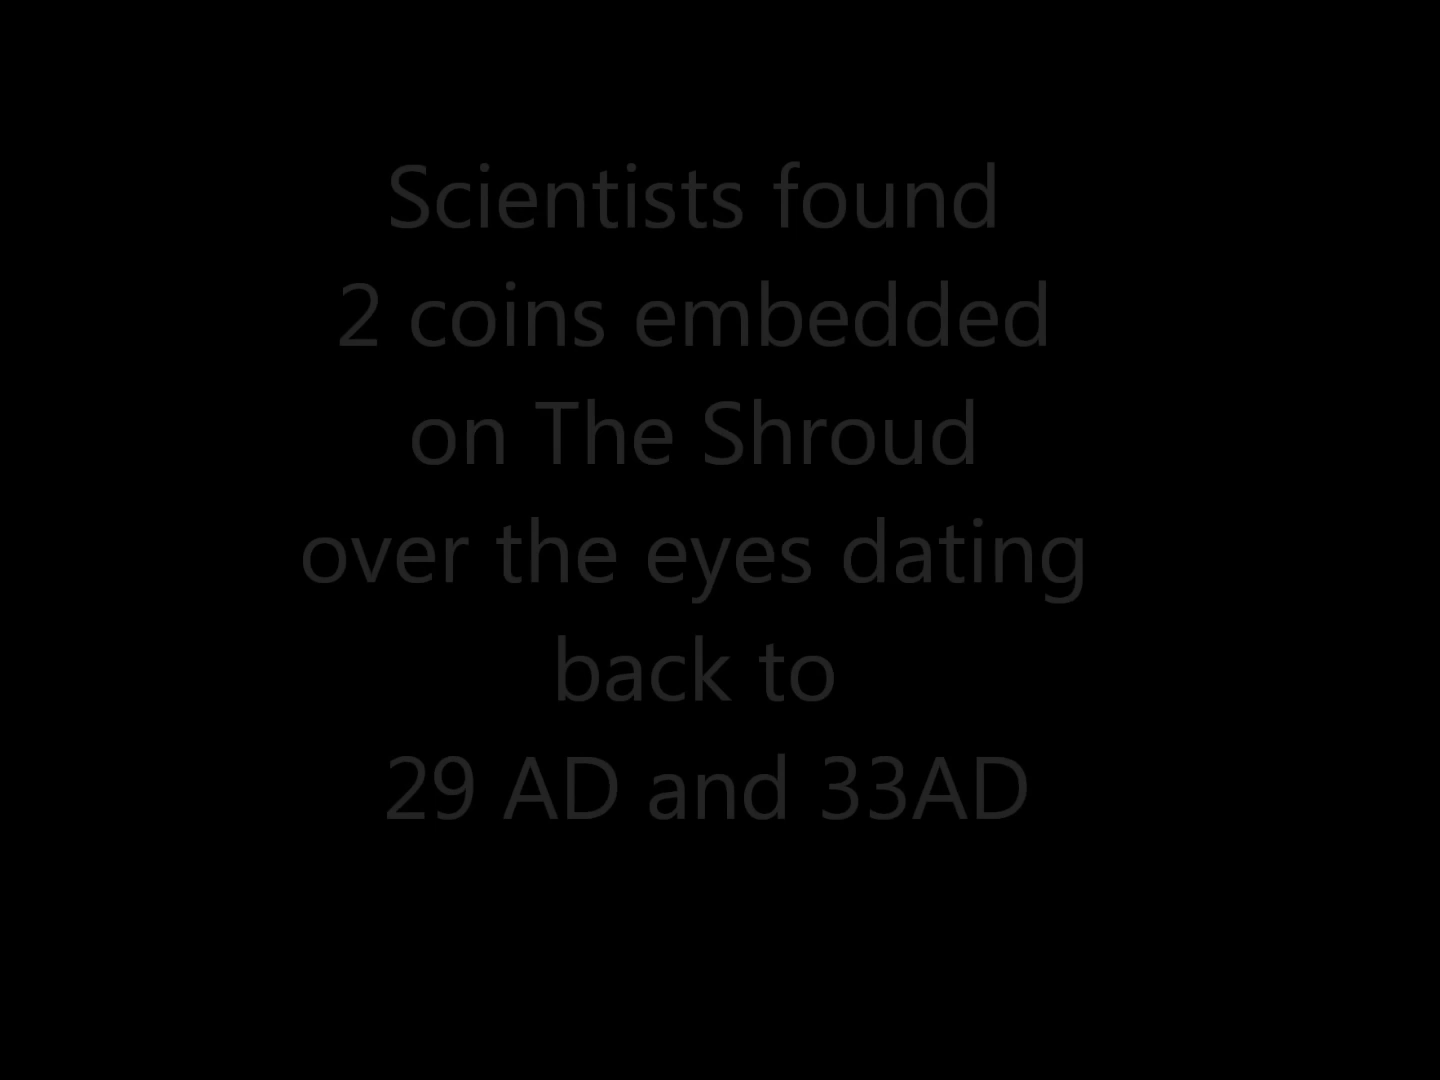 Scientists found
2 coins embedded
on The Shroud
over the eyes dating
back to
29 AD and 33AD